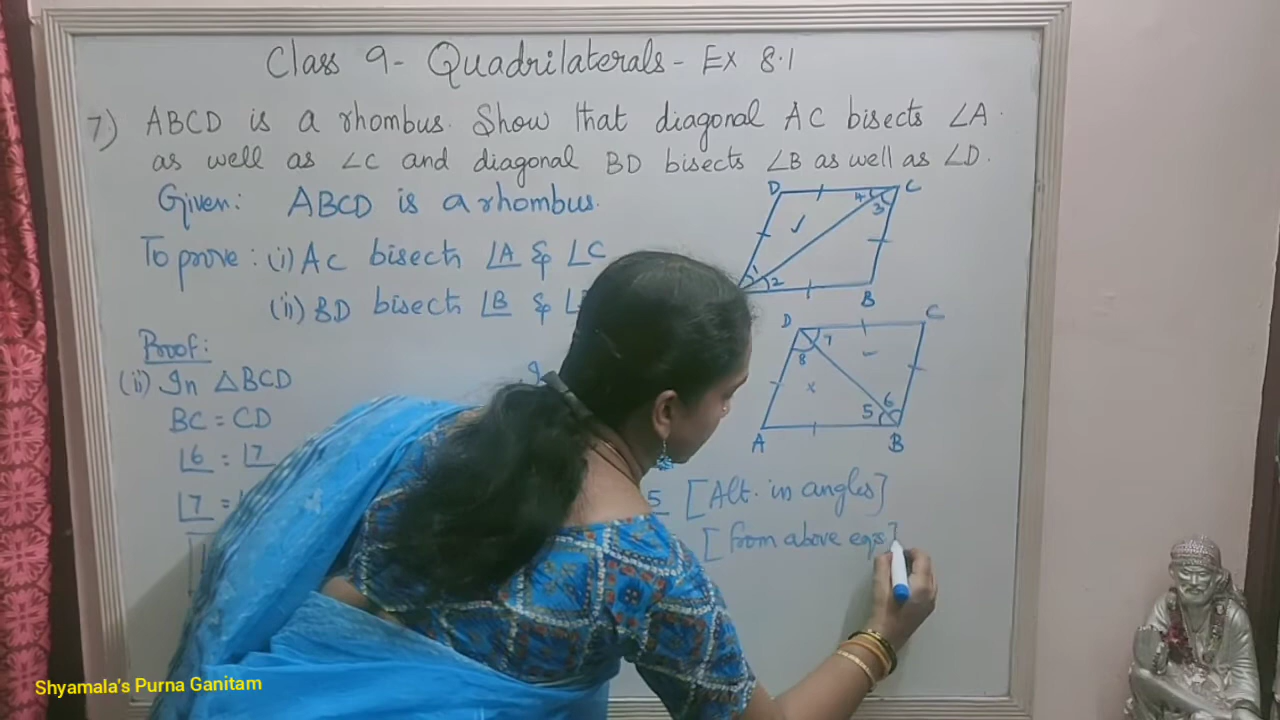 Class 9- Quadrilaterals - Ex 8.1
7) ABCD is a rhombus. Show that diagonal AC bisects ∠A
as well as ∠C and diagonal BD bisects ∠B as well as ∠D.
Given: ABCD is a rhombus.
To prove: (i) AC bisects ∠A & ∠C
(ii) BD bisects ∠B &
Proof:
(ii) In △BCD
BC = CD
∠6 = ∠7
∠7 =
5 [Alt. in angles]
[from above eqs]
D C
4 3
1 2
B
D C
7
8
6
5
A B
Shyamala's Purna Ganitam